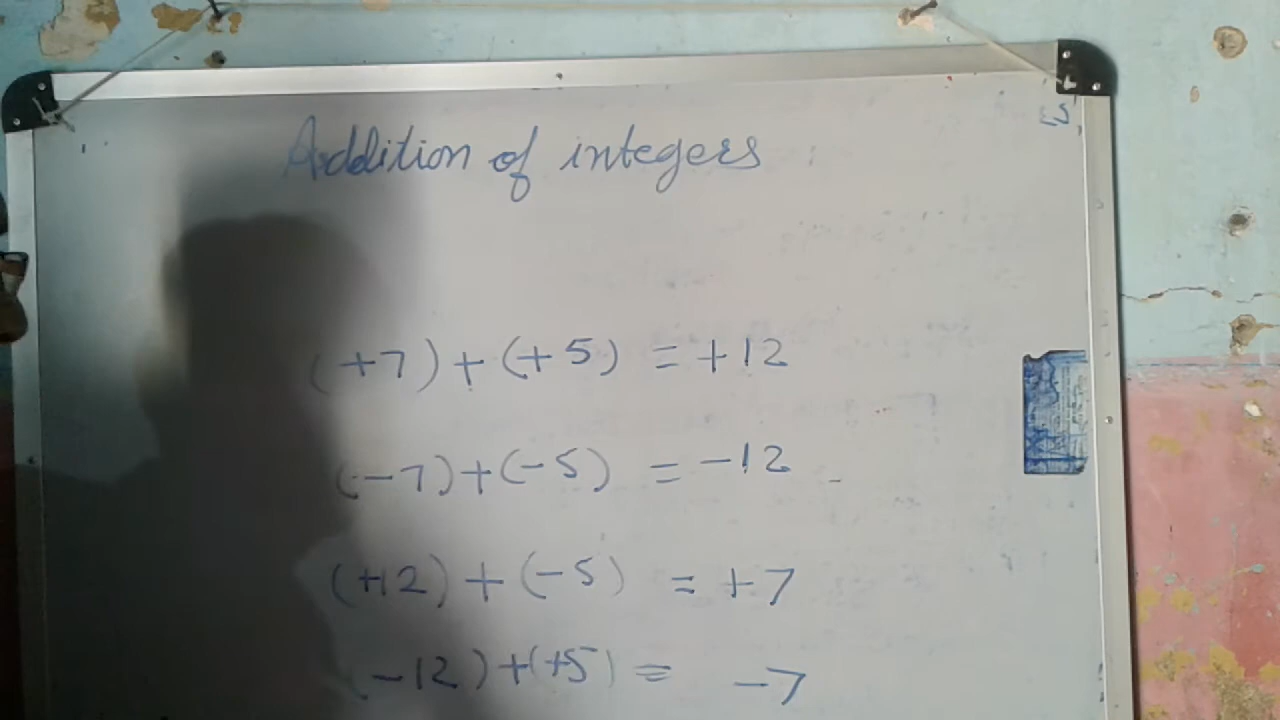 Addition of integers
(+7)+(+5) = +12
(-7)+(-5) = -12
(+12)+(-5) = +7
(-12)+(+5) = -7